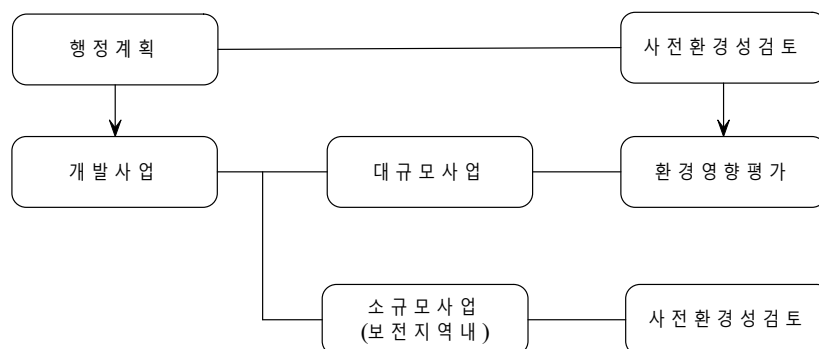 행정계획
사전환경성검토
개발사업
대규모사업
환경영향평가
소규모사업
(보전지역내)
사전환경성검토